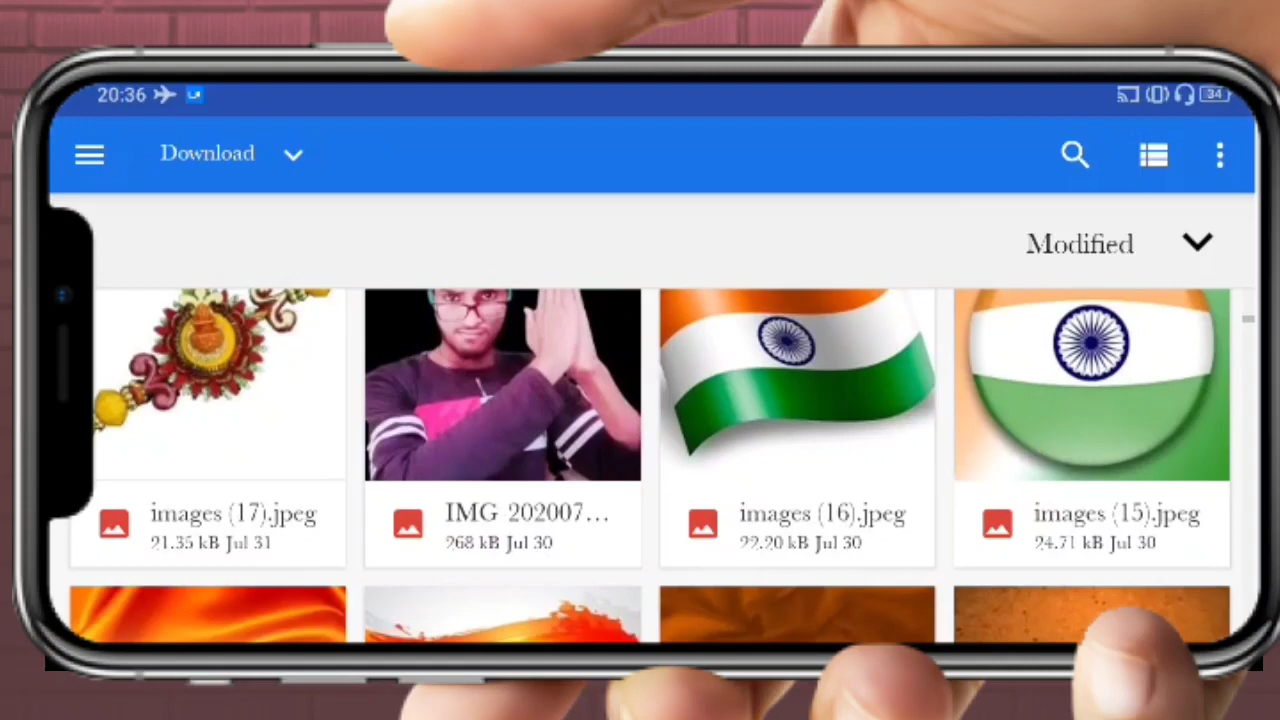 20:36
34
Download
Modified
images (17).jpeg
21.35 kB Jul 31
IMG 202007...
268 kB Jul 30
images (16).jpeg
22.20 kB Jul 30
images (15).jpeg
24.71 kB Jul 30